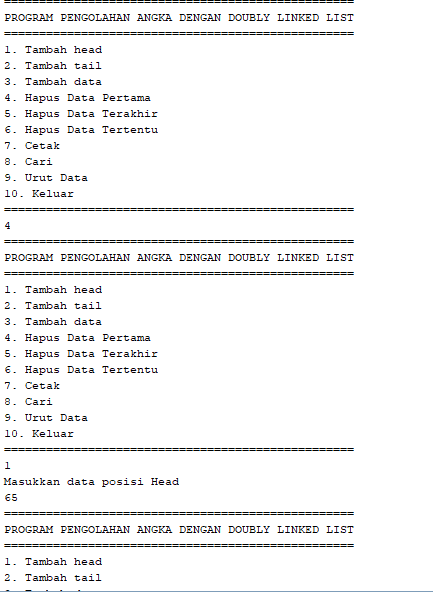 ==================================================
PROGRAM PENGOLAHAN ANGKA DENGAN DOUBLY LINKED LIST
==================================================
1. Tambah head
2. Tambah tail
3. Tambah data
4. Hapus Data Pertama
5. Hapus Data Terakhir
6. Hapus Data Tertentu
7. Cetak
8. Cari
9. Urut Data
10. Keluar
==================================================
4
==================================================
PROGRAM PENGOLAHAN ANGKA DENGAN DOUBLY LINKED LIST
==================================================
1. Tambah head
2. Tambah tail
3. Tambah data
4. Hapus Data Pertama
5. Hapus Data Terakhir
6. Hapus Data Tertentu
7. Cetak
8. Cari
9. Urut Data
10. Keluar
==================================================
1
Masukkan data posisi Head
65
==================================================
PROGRAM PENGOLAHAN ANGKA DENGAN DOUBLY LINKED LIST
==================================================
1. Tambah head
2. Tambah tail